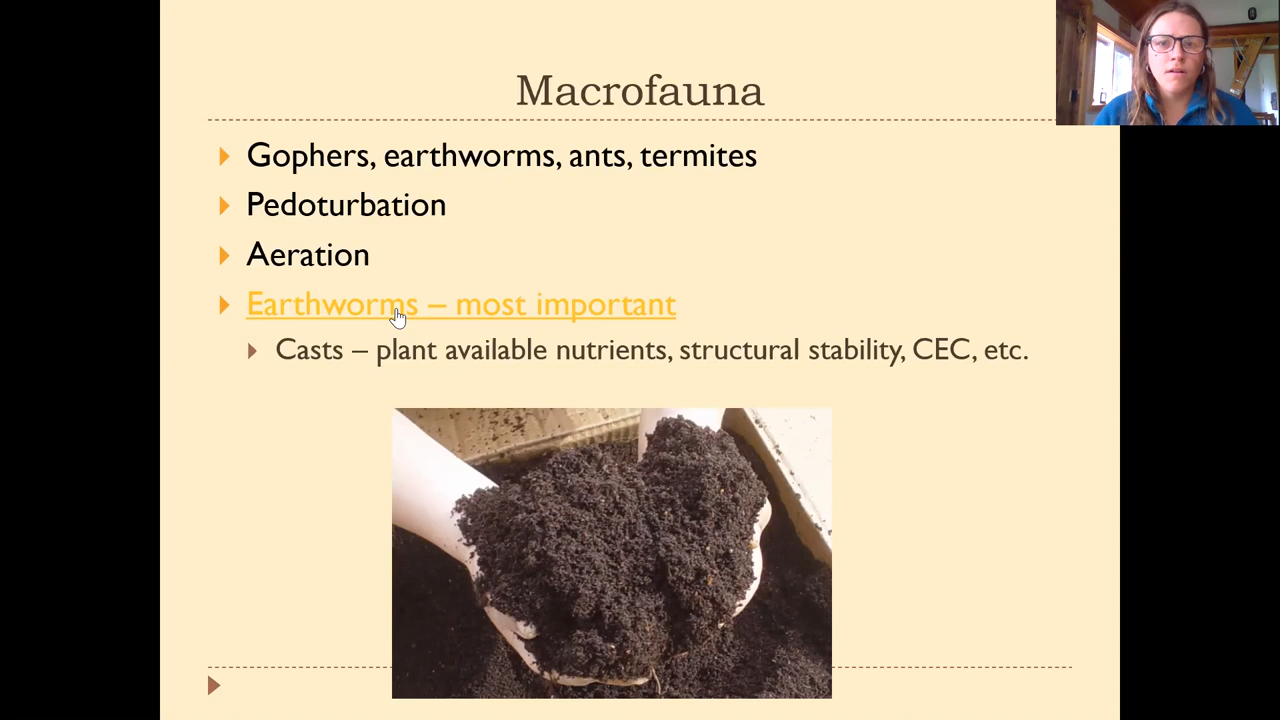 Macrofauna
Gophers, earthworms, ants, termites
Pedoturbation
Aeration
Earthworms – most important
Casts – plant available nutrients, structural stability, CEC, etc.